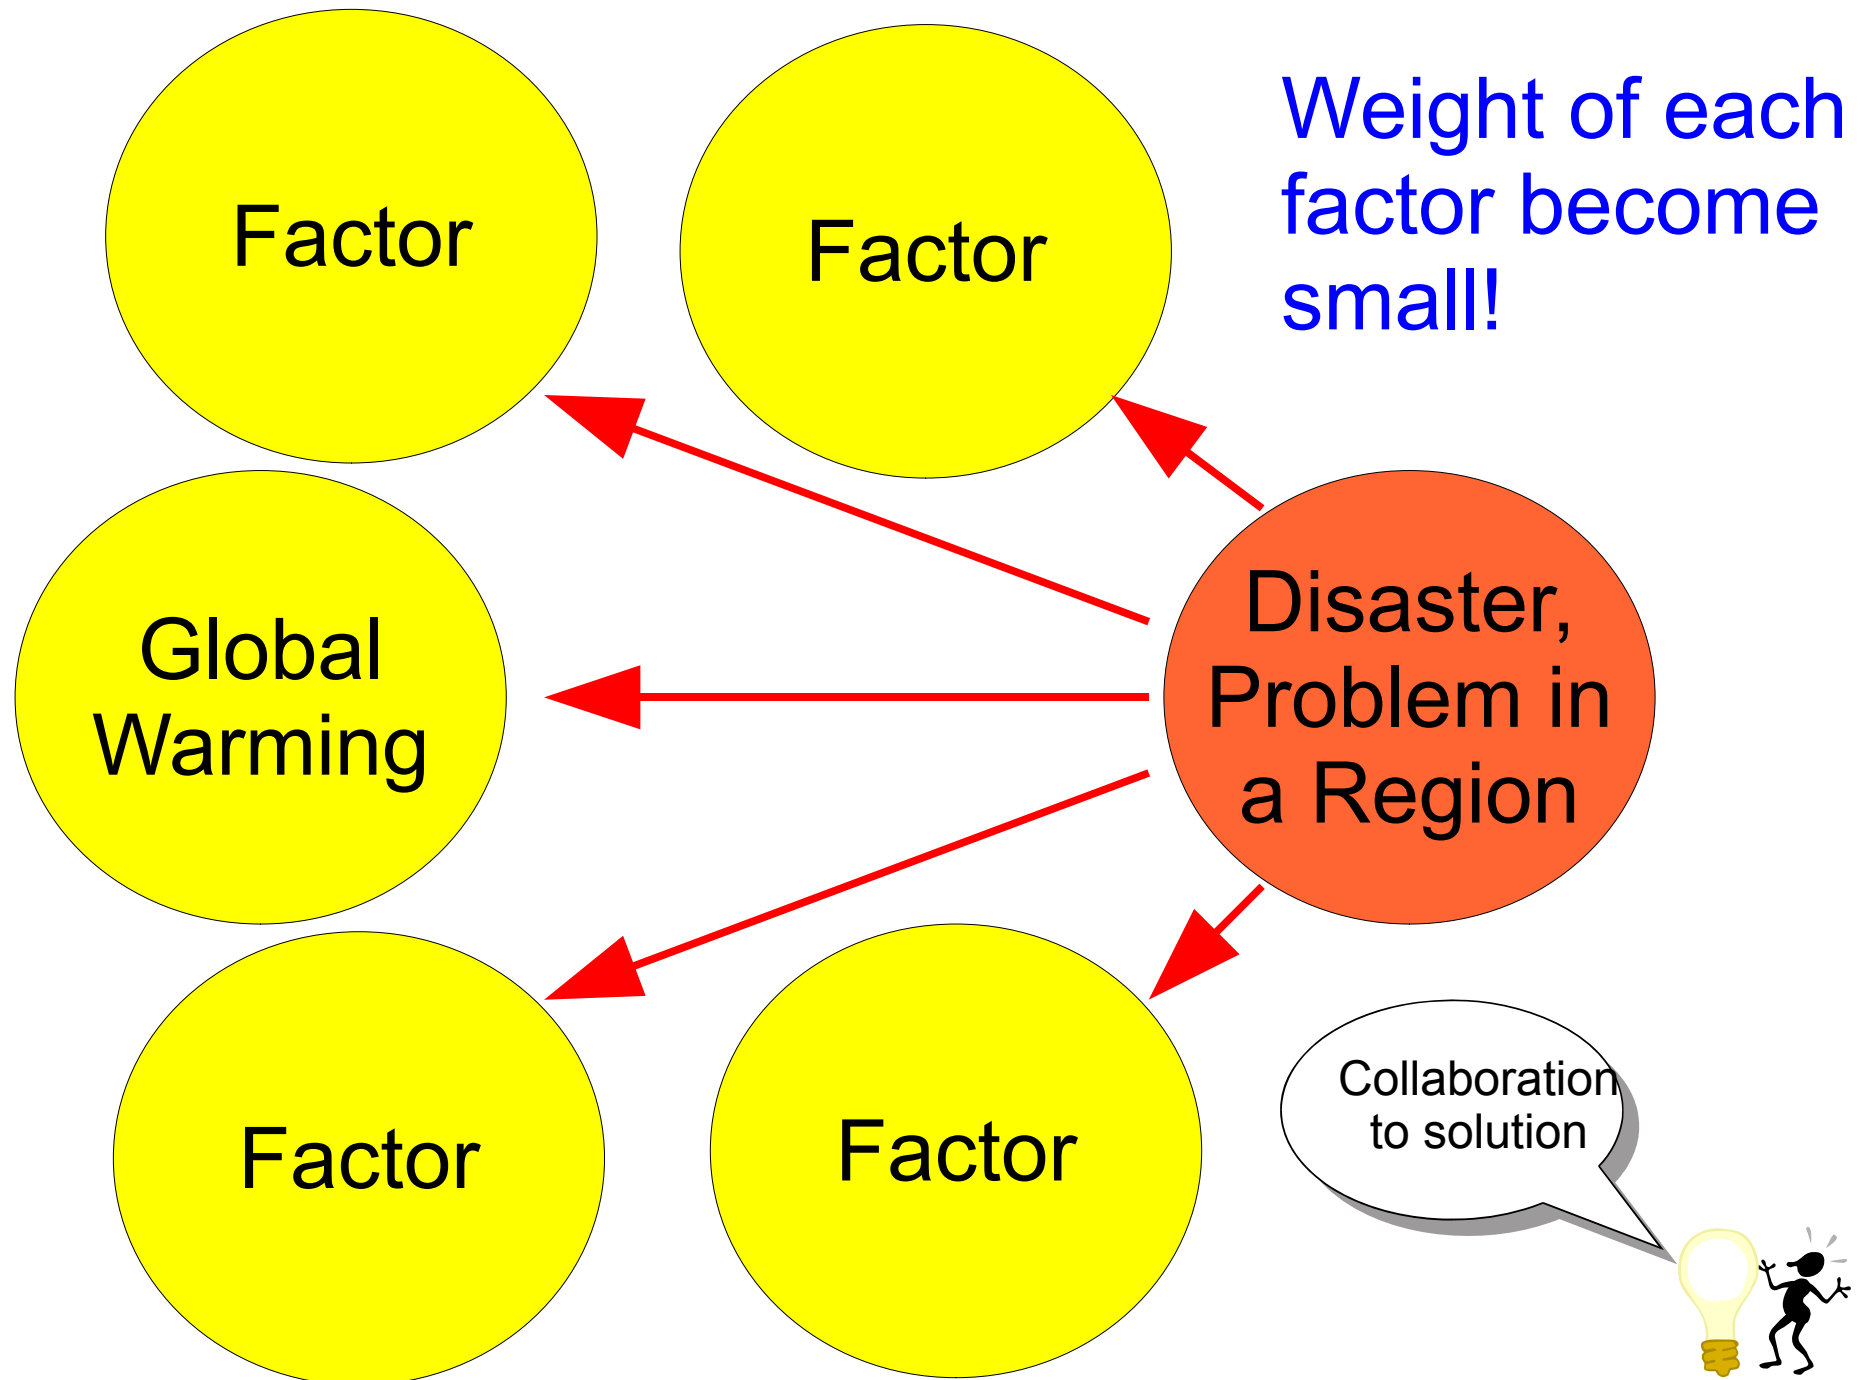 Factor
Factor
Weight of each
factor become
small!
Global
Warming
Disaster,
Problem in
a Region
Factor
Factor
Collaboration
to solution